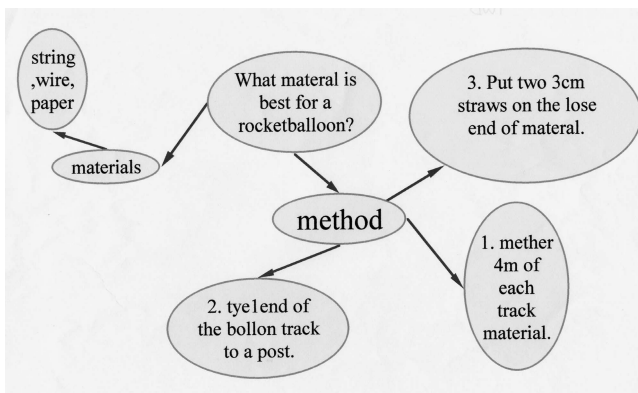 string
,wire,
paper
What materal is
best for a
rocketballoon?
3. Put two 3cm
straws on the lose
end of materal.
materials
method
1. mether
4m of
each
track
material.
2. tye1end of
the bollon track
to a post.